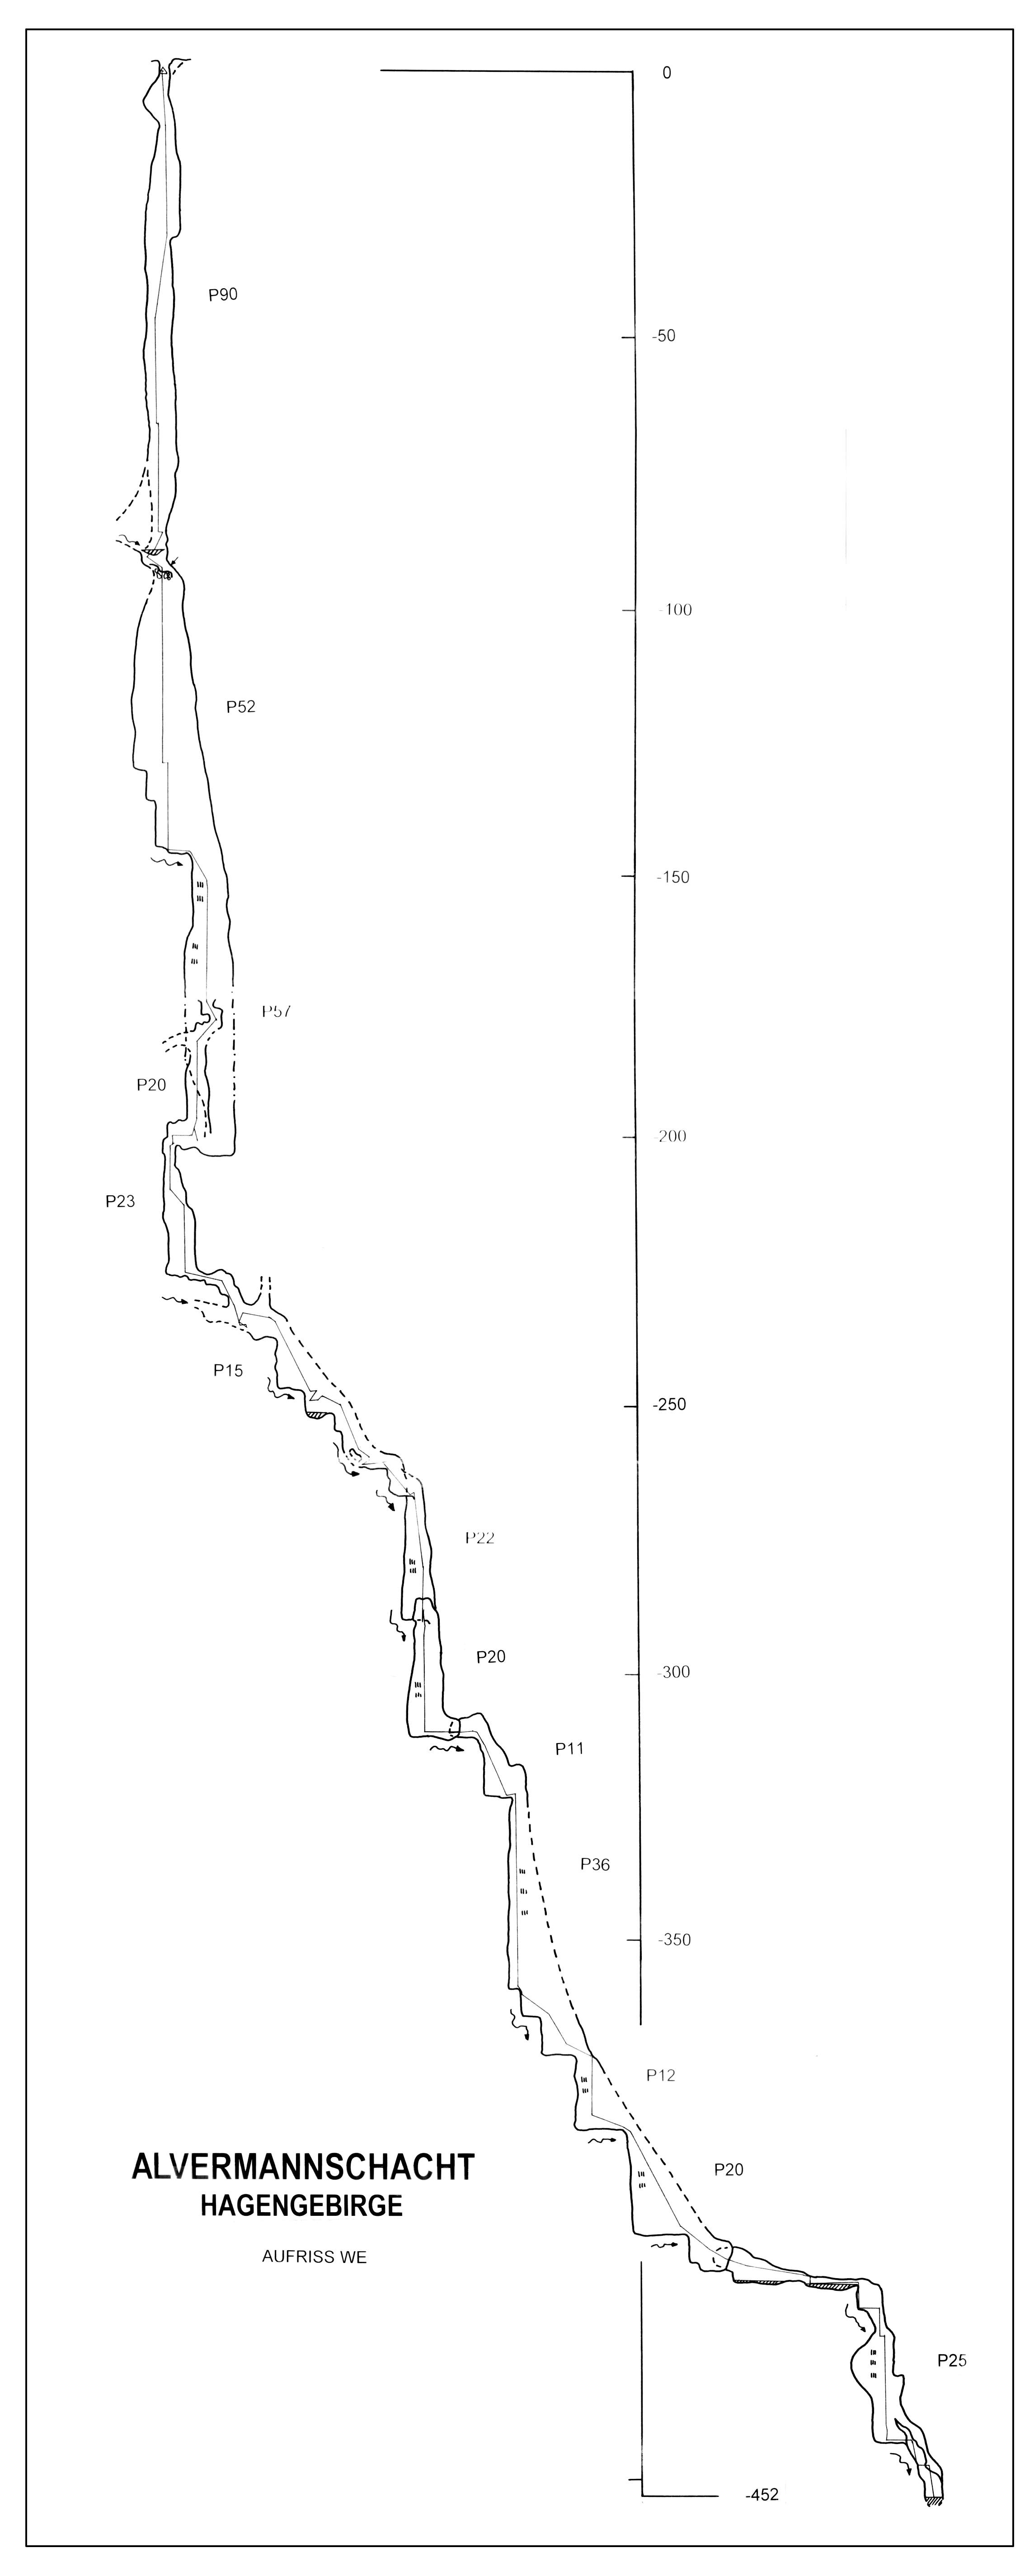 0
P90
-50
-100
P52
-150
P57
P20
-200
P23
P15
-250
P22
P20
-300
P11
P36
-350
P12
ALVERMANNSCHACHT
HAGENGEBIRGE
AUFRISS WE
P20
P25
-452